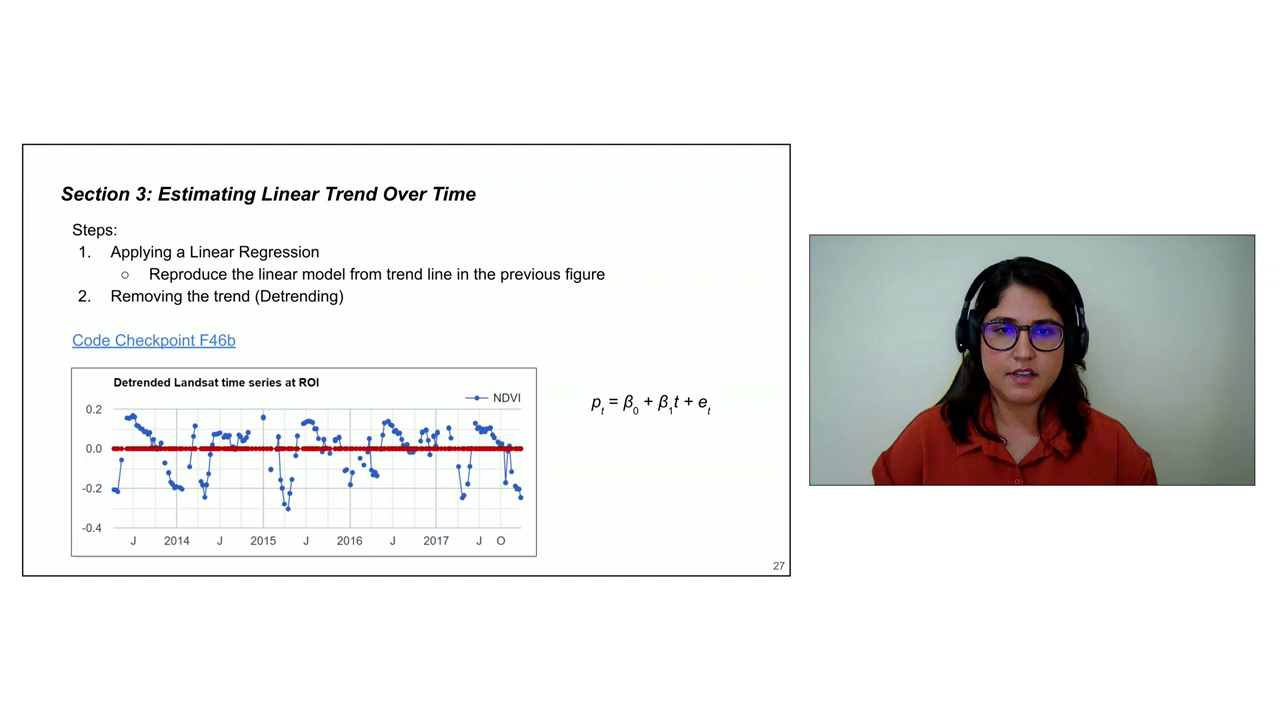 Section 3: Estimating Linear Trend Over Time
Steps:
1. Applying a Linear Regression
○ Reproduce the linear model from trend line in the previous figure
2. Removing the trend (Detrending)
Code Checkpoint F46b
Detrended Landsat time series at ROI
NDVI
0.2
0.0
-0.2
-0.4
J 2014 J 2015 J 2016 J 2017 J O
pₜ = β₀ + β₁t + eₜ
27